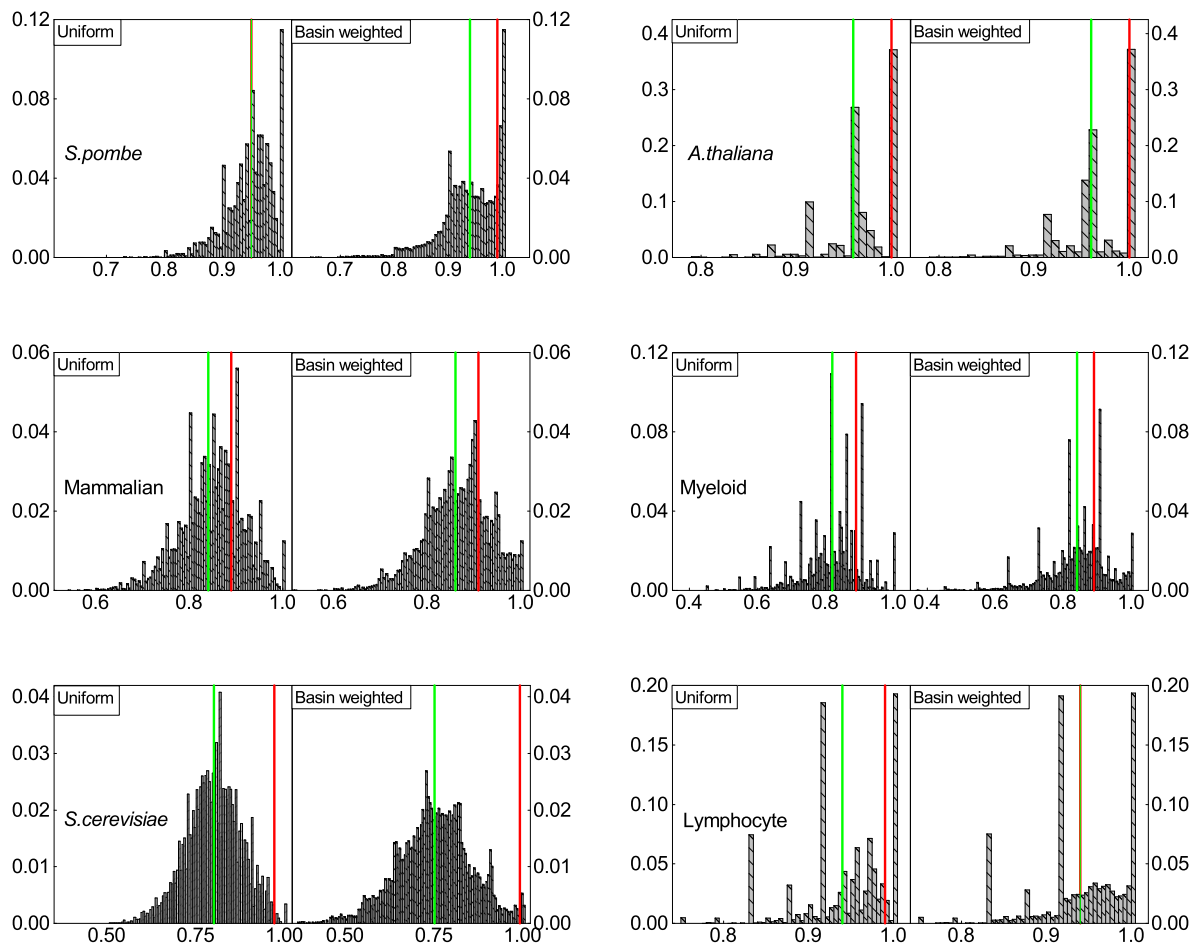 0.12 Uniform Basin weighted 0.12
0.08 0.08
S.pombe
0.04 0.04
0.00 0.00
0.7 0.8 0.9 1.0 0.7 0.8 0.9 1.0
0.4 Uniform Basin weighted 0.4
0.3 0.3
A.thaliana
0.2 0.2
0.1 0.1
0.0 0.0
0.8 0.9 1.0 0.8 0.9 1.0
0.06 Uniform Basin weighted 0.06
0.04 0.04
Mammalian
0.02 0.02
0.00 0.00
0.6 0.8 1.0 0.6 0.8 1.0
0.12 Uniform Basin weighted 0.12
0.08 0.08
Myeloid
0.04 0.04
0.00 0.00
0.4 0.6 0.8 1.0 0.4 0.6 0.8 1.0
0.04 Uniform Basin weighted 0.04
0.03 0.03
0.02 0.02
S.cerevisiae
0.01 0.01
0.00 0.00
0.50 0.75 1.00 0.50 0.75 1.00
0.20 Uniform Basin weighted 0.20
0.15 0.15
0.10 0.10
Lymphocyte
0.05 0.05
0.00 0.00
0.8 0.9 1.0 0.8 0.9 1.0